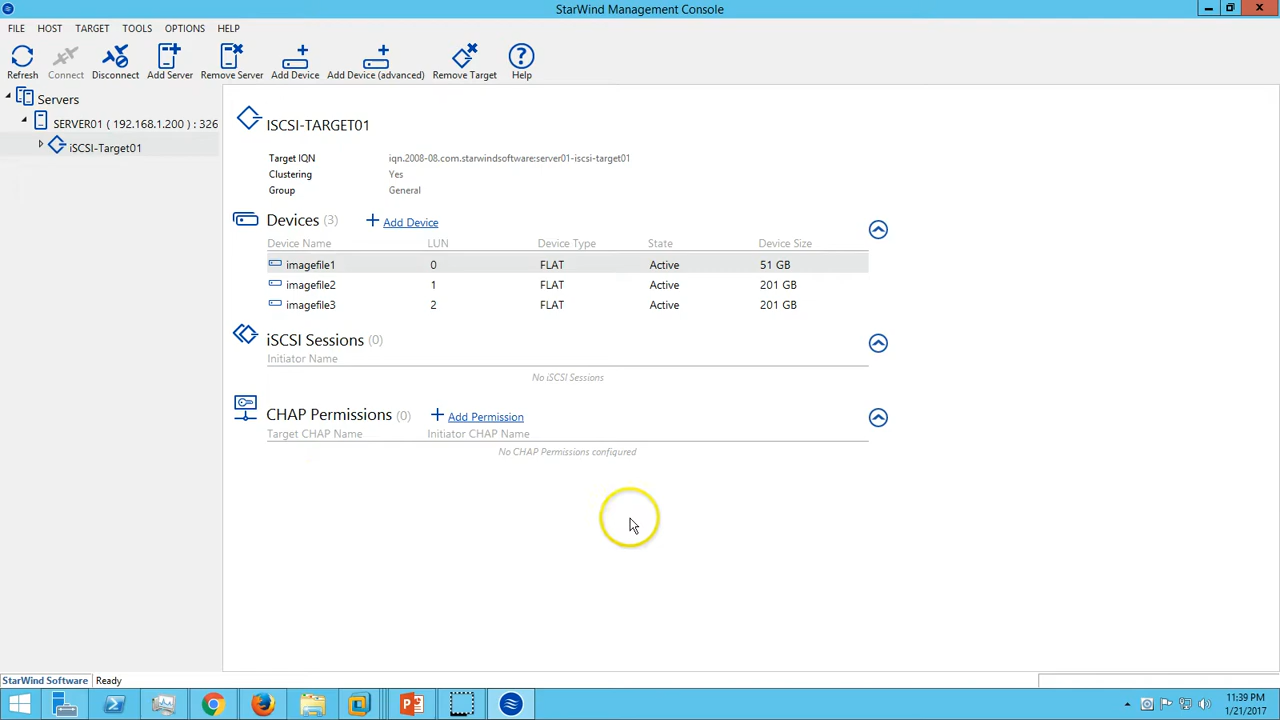 StarWind Management Console
FILE HOST TARGET TOOLS OPTIONS HELP
Refresh Connect Disconnect Add Server Remove Server Add Device Add Device (advanced) Remove Target Help
Servers
SERVER01 ( 192.168.1.200 ) : 326
iSCSI-Target01
ISCSI-TARGET01
Target IQN iqn.2008-08.com.starwindsoftware:server01-iscsi-target01
Clustering Yes
Group General
Devices (3) Add Device
Device Name LUN Device Type State Device Size
imagefile1 0 FLAT Active 51 GB
imagefile2 1 FLAT Active 201 GB
imagefile3 2 FLAT Active 201 GB
iSCSI Sessions (0)
Initiator Name
No iSCSI Sessions
CHAP Permissions (0) Add Permission
Target CHAP Name Initiator CHAP Name
No CHAP Permissions configured
StarWind Software Ready
11:39 PM
1/21/2017